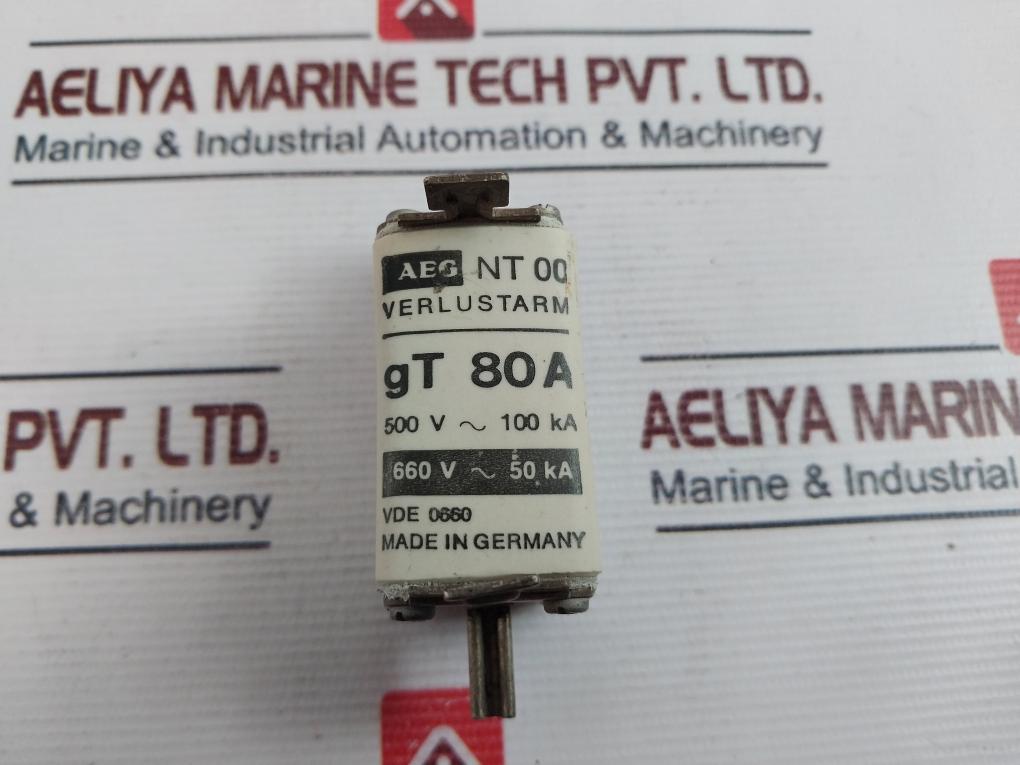 AELIYA MARINE TECH PVT. LTD.
Marine & Industrial Automation & Machinery
AEG NT 00
VERLUSTARM
gT 80A
500 V ~ 100 kA
660 V ~ 50 kA
VDE 0660
MADE IN GERMANY
PVT. LTD.
& Machinery
AELIYA MARIN
Marine & Industrial